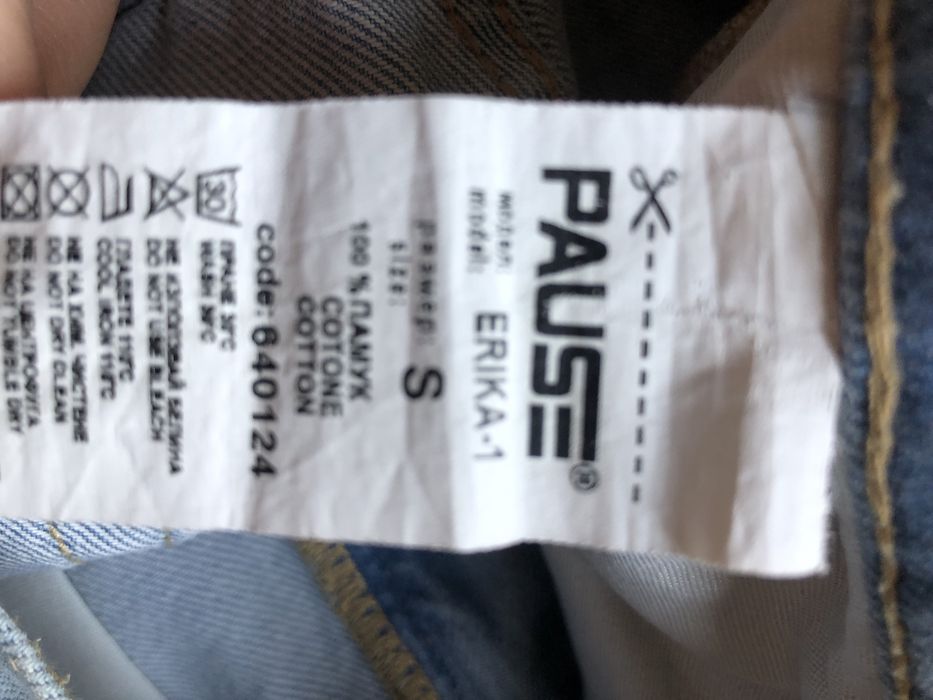 PAUSE®
модел:
model: ERIKA-1
размер:
size: S
100 % ПАМУК
COTONE
COTTON
code: 640124
30
ПРАНЕ 30°C
WASH 30°C
НЕ ИЗПОЛЗВАЙ БЕЛИНА
DO NOT USE BLEACH
ГЛАДЕТЕ 110°C
COOL IRON 110°C
НЕ НА ХИМ. ЧИСТЕНЕ
DO NOT DRY CLEAN
НЕ НА ЦЕНТРОФУГА
DO NOT TUMBLE DRY